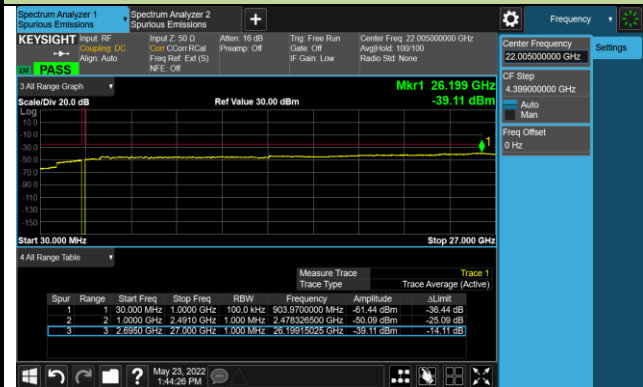 Spectrum Analyzer 1
Spurious Emissions
Spectrum Analyzer 2
Spurious Emissions
+
Frequency
KEYSIGHT
Input: RF
Coupling: DC
Align: Auto
Input Z: 50 Ω
Corr CCorr RCal
Freq Ref: Ext (S)
NFE: Off
Atten: 16 dB
Preamp: Off
Trig: Free Run
Gate: Off
IF Gain: Low
Center Freq: 22.005000000 GHz
Avg|Hold: 100/100
Radio Std: None
PASS
Center Frequency
22.005000000 GHz
Settings
CF Step
4.399000000 GHz
Auto
Man
Freq Offset
0 Hz
3 All Range Graph
Mkr1 26.199 GHz
Scale/Div 20.0 dB
Ref Value 30.00 dBm
-39.11 dBm
Log
10.0
-10.0
-30.0
-50.0
-70.0
-90.0
-110
-130
-150
1
Start 30.000 MHz
Stop 27.000 GHz
4 All Range Table
Measure Trace Trace 1
Trace Type Trace Average (Active)
Spur Range Start Freq Stop Freq RBW Frequency Amplitude ΔLimit
1 1 30.000 MHz 1.0000 GHz 100.0 kHz 903.9700000 MHz -61.44 dBm -36.44 dB
2 2 1.0000 GHz 2.4910 GHz 1.000 MHz 2.478326500 GHz -50.09 dBm -25.09 dB
3 3 2.6950 GHz 27.000 GHz 1.000 MHz 26.19915025 GHz -39.11 dBm -14.11 dB
?
May 23, 2022
1:44:26 PM